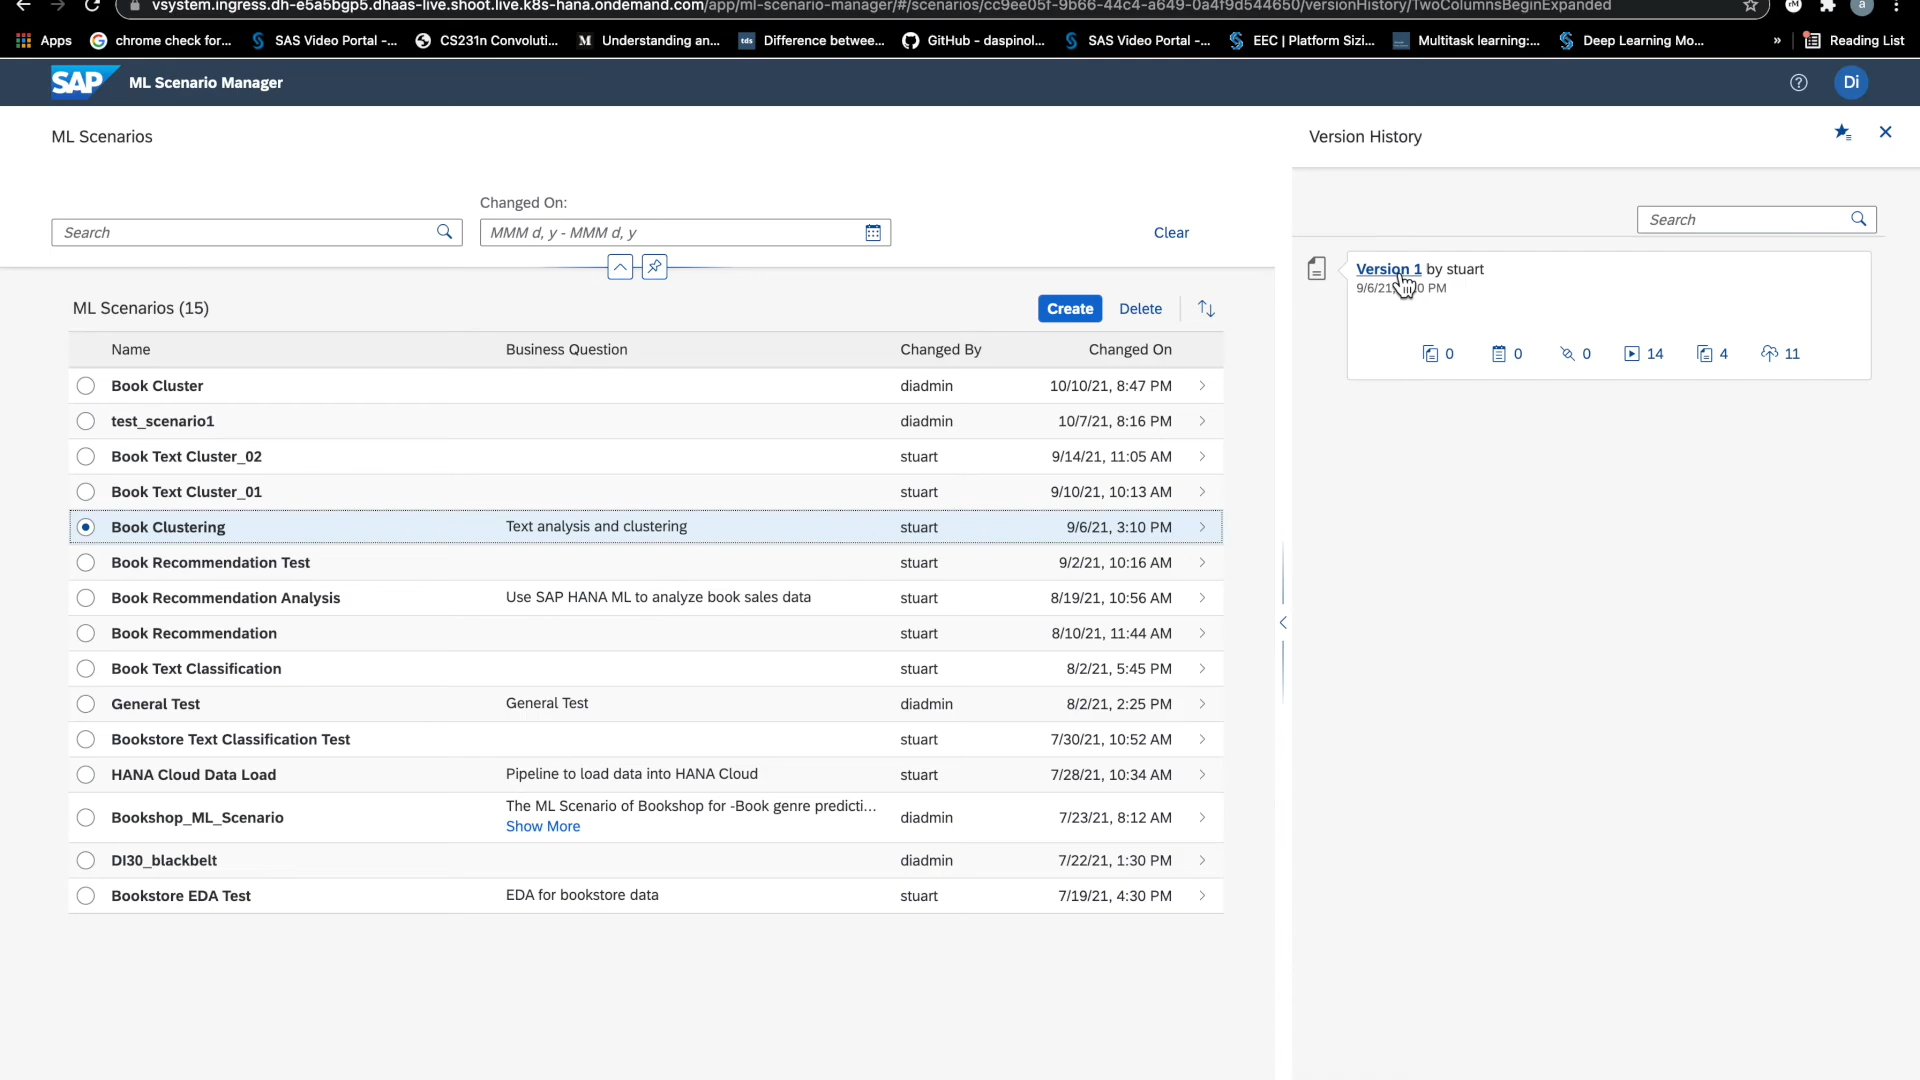 vsystem.ingress.dh-e5a5bgp5.dhaas-live.shoot.live.k8s-hana.ondemand.com/app/ml-scenario-manager/#/scenarios/cc9ee05f-9b66-44c4-a649-0a4f9d544650/versionHistory/TwoColumnsBeginExpanded
Apps chrome check for... SAS Video Portal -... CS231n Convoluti... Understanding an... Difference betwee... GitHub - daspinol... SAS Video Portal -... EEC | Platform Sizi... Multitask learning:... Deep Learning Mo... » Reading List
SAP ML Scenario Manager Di
ML Scenarios
Version History
Changed On:
Search MMM d, y - MMM d, y Clear
Search
Version 1 by stuart
0 0 0 14 4 11
ML Scenarios (15) Create Delete
Name Business Question Changed By Changed On
Book Cluster diadmin 10/10/21, 8:47 PM
test_scenario1 diadmin 10/7/21, 8:16 PM
Book Text Cluster_02 stuart 9/14/21, 11:05 AM
Book Text Cluster_01 stuart 9/10/21, 10:13 AM
Book Clustering Text analysis and clustering stuart 9/6/21, 3:10 PM
Book Recommendation Test stuart 9/2/21, 10:16 AM
Book Recommendation Analysis Use SAP HANA ML to analyze book sales data stuart 8/19/21, 10:56 AM
Book Recommendation stuart 8/10/21, 11:44 AM
Book Text Classification stuart 8/2/21, 5:45 PM
General Test General Test diadmin 8/2/21, 2:25 PM
Bookstore Text Classification Test stuart 7/30/21, 10:52 AM
HANA Cloud Data Load Pipeline to load data into HANA Cloud stuart 7/28/21, 10:34 AM
Bookshop_ML_Scenario The ML Scenario of Bookshop for -Book genre predicti... diadmin 7/23/21, 8:12 AM
Show More
DI30_blackbelt diadmin 7/22/21, 1:30 PM
Bookstore EDA Test EDA for bookstore data stuart 7/19/21, 4:30 PM